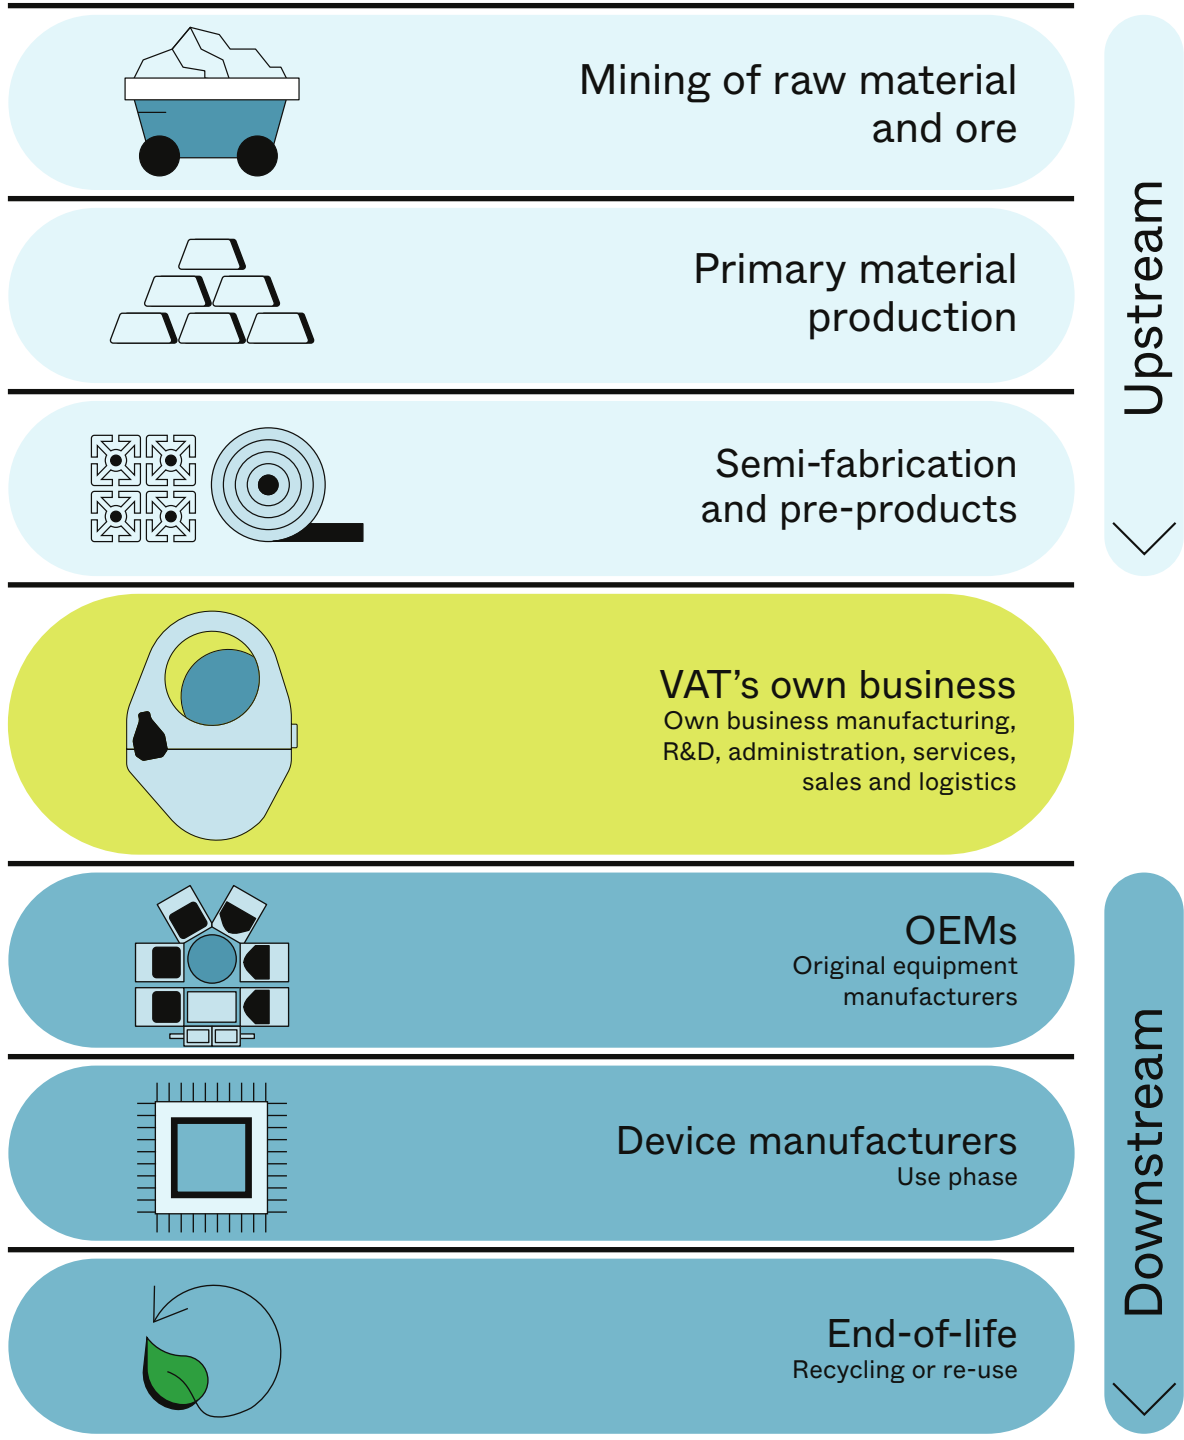 Mining of raw material
and ore
Primary material
production
Semi-fabrication
and pre-products
Upstream
VAT’s own business
Own business manufacturing,
R&D, administration, services,
sales and logistics
OEMs
Original equipment
manufacturers
Device manufacturers
Use phase
End-of-life
Recycling or re-use
Downstream